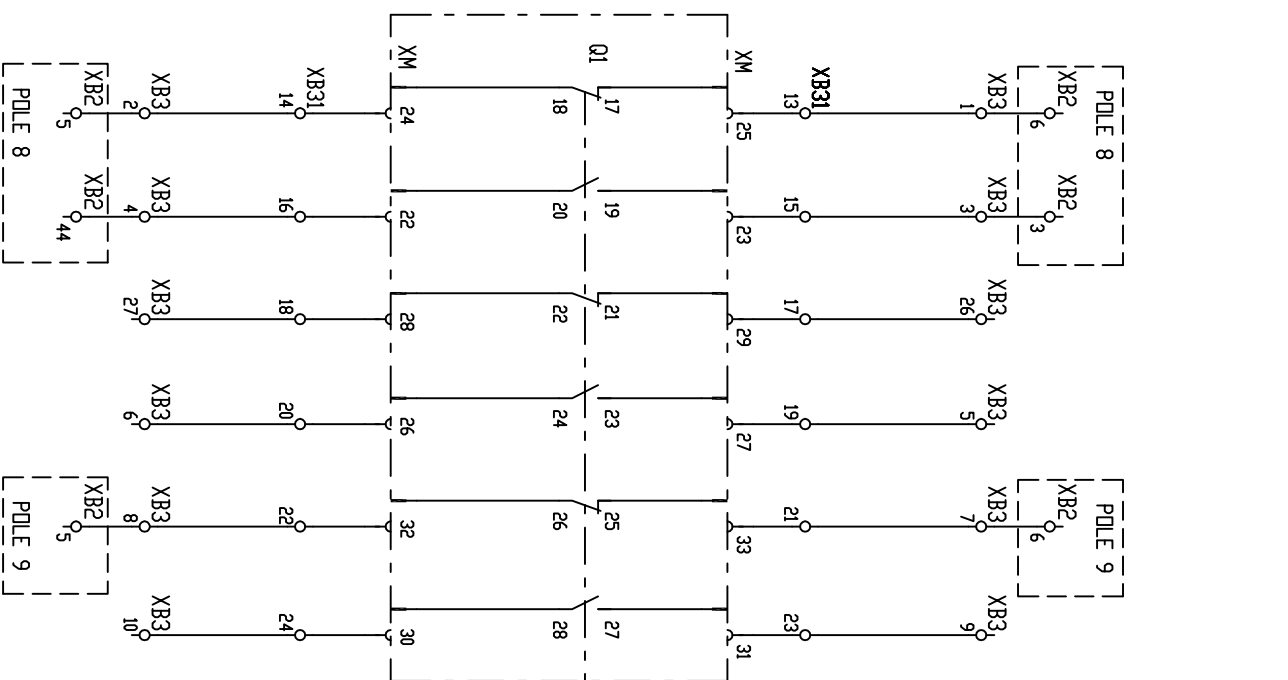 POLE 8 POLE 9
XB2 XB2 XB2
6 3 6
XB3 XB3 XB3 XB3 XB3 XB3
1 3 26 5 7 9
XB31
13 15 17 19 21 23
XM 25 23 29 27 33 31
Q1 17 19 21 23 25 27
18 20 22 24 26 28
XM 24 22 28 26 32 30
XB31
14 16 18 20 22 24
XB3 XB3 XB3 XB3 XB3 XB3
2 4 27 6 8 10
XB2 XB2 XB2
5 44 5
POLE 8 POLE 9